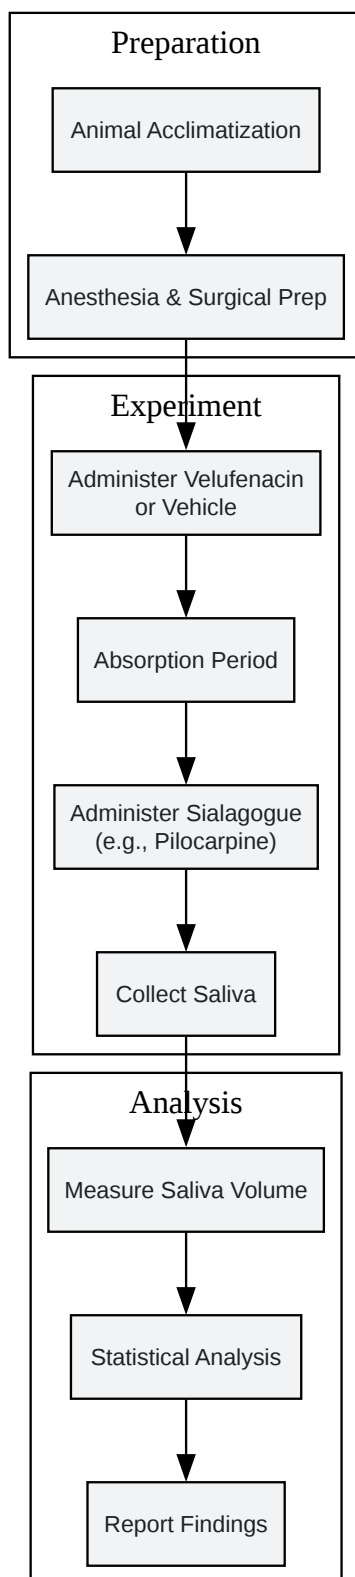 Preparation
Animal Acclimatization
Anesthesia & Surgical Prep
Experiment
Administer Velufenacin
or Vehicle
Absorption Period
Administer Sialagogue
(e.g., Pilocarpine)
Collect Saliva
Analysis
Measure Saliva Volume
Statistical Analysis
Report Findings